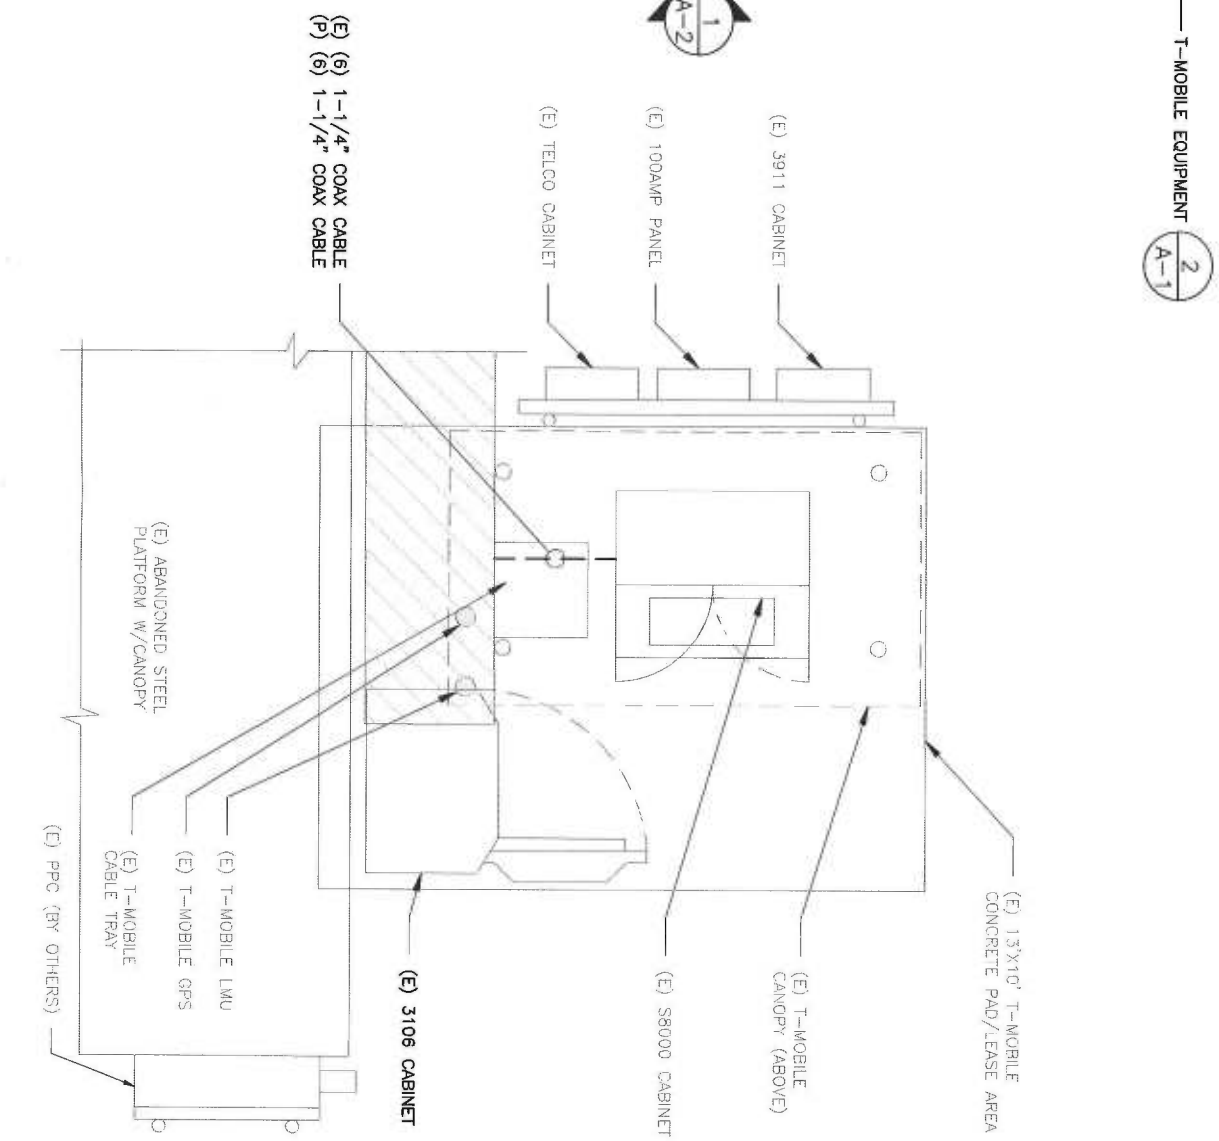 T-MOBILE EQUIPMENT
2
A-1
1
A-2
(E) 13'X10' T-MOBILE
CONCRETE PAD/LEASE AREA
(E) T-MOBILE
CANOPY (ABOVE)
(E) 3911 CABINET
(E) S8000 CABINET
(E) 100AMP PANEL
(E) TELCO CABINET
(E) 3106 CABINET
(E) (6) 1-1/4" COAX CABLE
(P) (6) 1-1/4" COAX CABLE
(E) T-MOBILE LMU
(E) T-MOBILE GPS
(E) T-MOBILE
CABLE TRAY
(E) ABANDONED STEEL
PLATFORM W/CANOPY
(E) PPC (BY OTHERS)